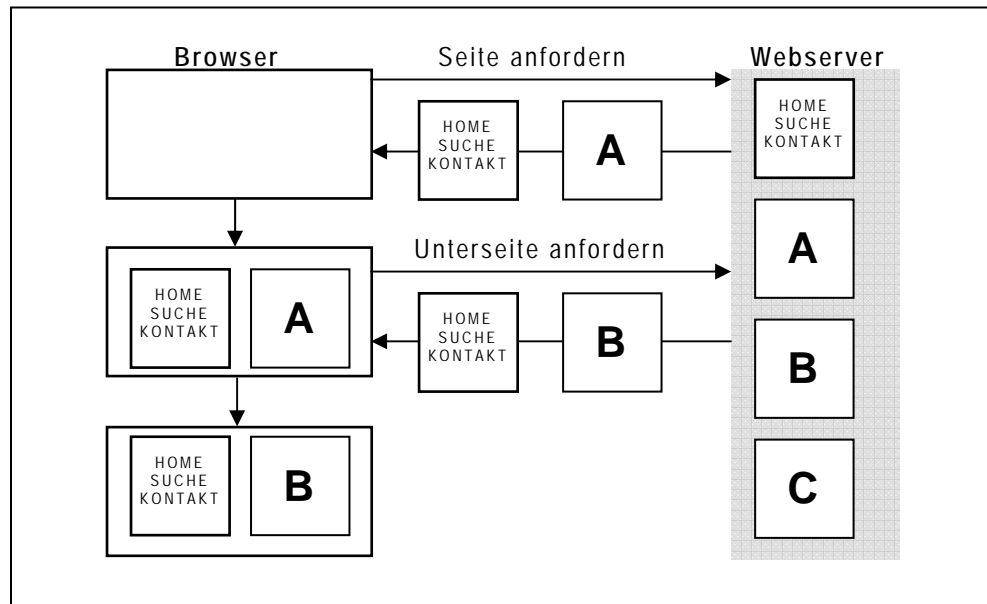 Browser
Seite anfordern
Webserver
HOME
SUCHE
KONTAKT
A
HOME
SUCHE
KONTAKT
Unterseite anfordern
A
HOME
SUCHE
KONTAKT
A
HOME
SUCHE
KONTAKT
B
B
HOME
SUCHE
KONTAKT
B
C